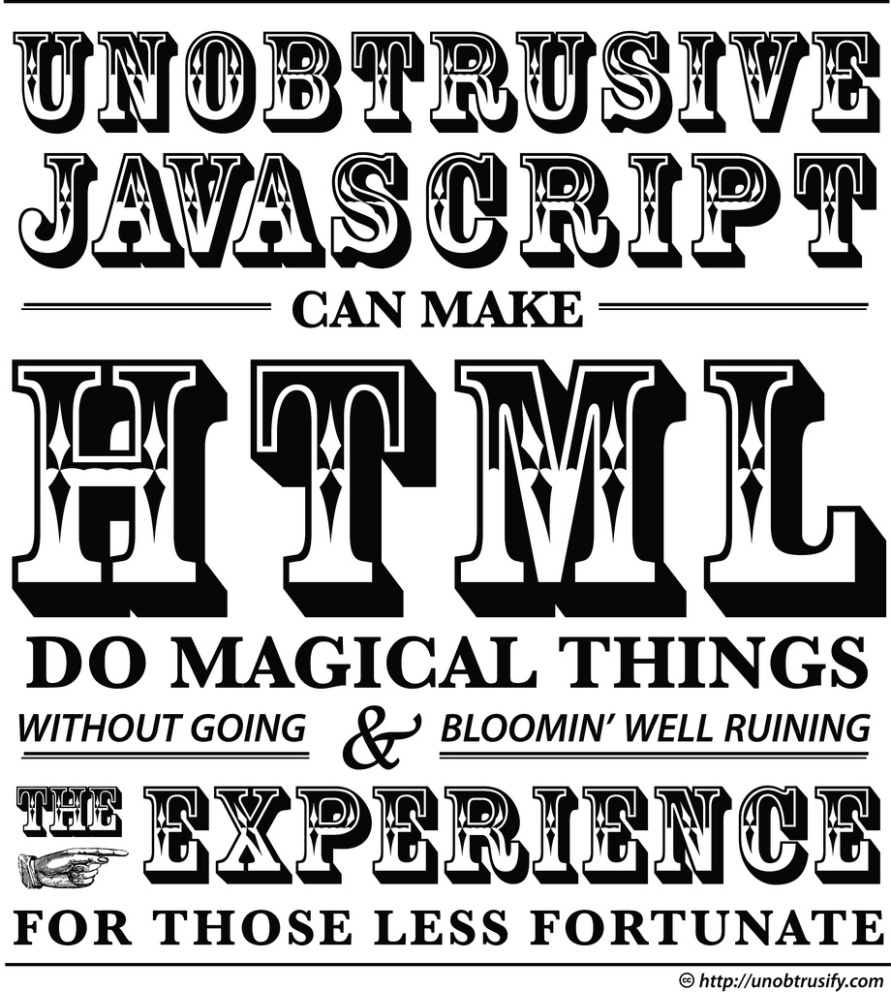 UNOBTRUSIVE
JAVASCRIPT
CAN MAKE
HTML
DO MAGICAL THINGS
WITHOUT GOING & BLOOMIN' WELL RUINING
THE EXPERIENCE
FOR THOSE LESS FORTUNATE
🅭 http://unobtrusify.com